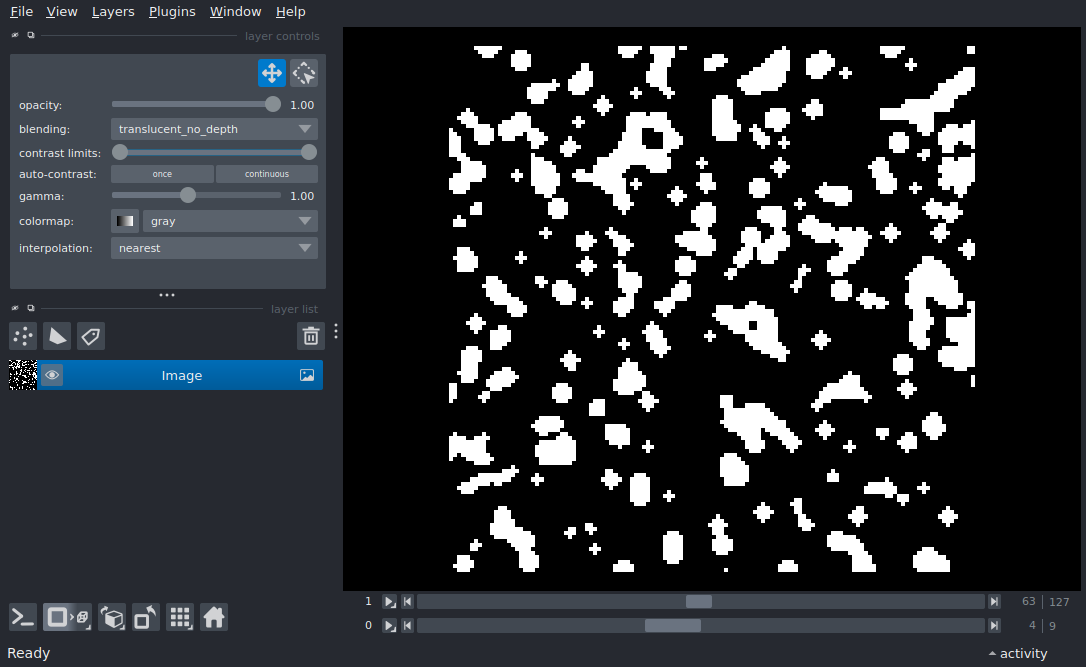 File View Layers Plugins Window Help
layer controls
opacity: 1.00
blending: translucent_no_depth
contrast limits:
auto-contrast: once continuous
gamma: 1.00
colormap: gray
interpolation: nearest
layer list
Image
1 63 | 127
0 4 | 9
Ready activity